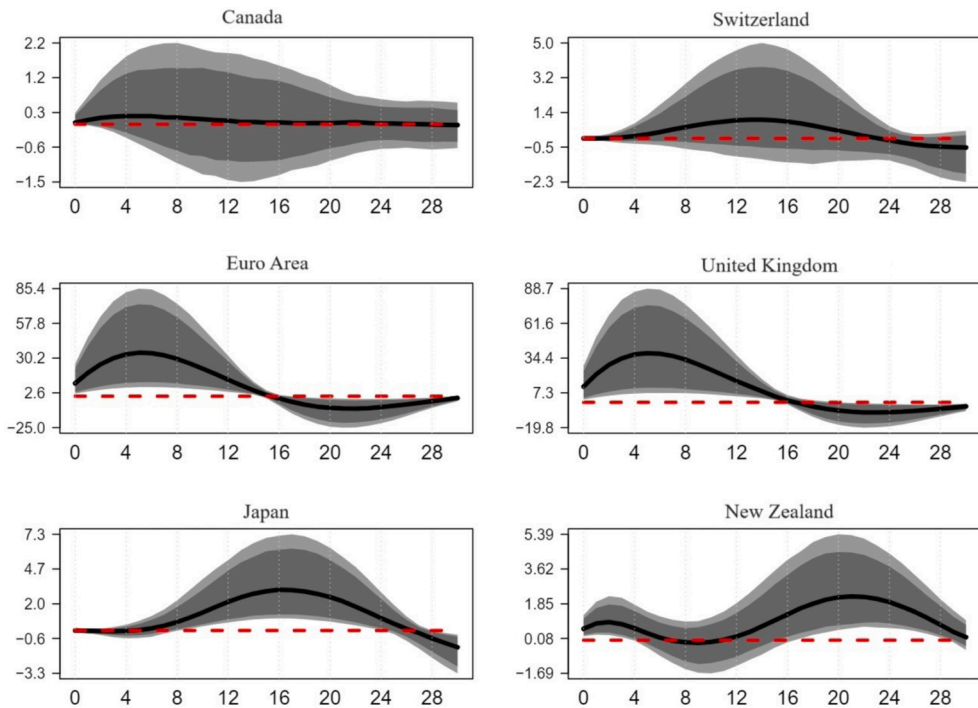 Canada
2.2
1.2
0.3
−0.6
−1.5
0 4 8 12 16 20 24 28
Switzerland
5.0
3.2
1.4
−0.5
−2.3
0 4 8 12 16 20 24 28
Euro Area
85.4
57.8
30.2
2.6
−25.0
0 4 8 12 16 20 24 28
United Kingdom
88.7
61.6
34.4
7.3
−19.8
0 4 8 12 16 20 24 28
Japan
7.3
4.7
2.0
−0.6
−3.3
0 4 8 12 16 20 24 28
New Zealand
5.39
3.62
1.85
0.08
−1.69
0 4 8 12 16 20 24 28